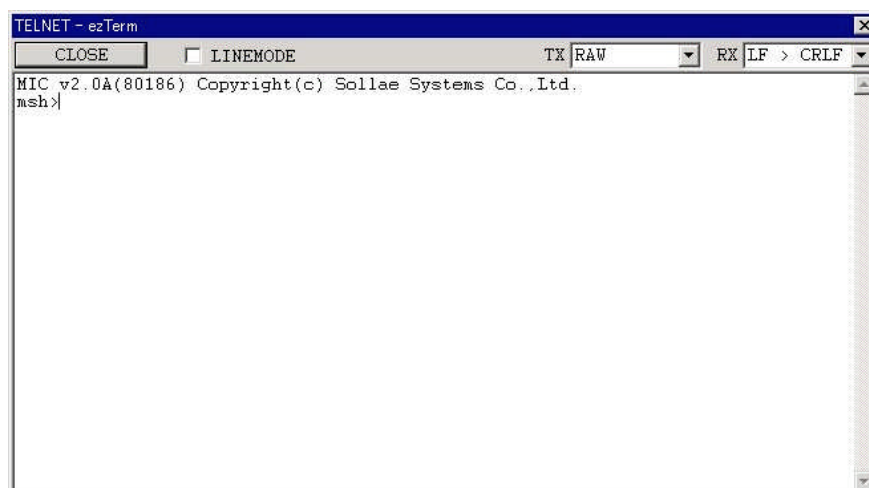 TELNET - ezTerm
CLOSE LINEMODE TX RAW RX LF > CRLF
MIC v2.0A(80186) Copyright(c) Sollae Systems Co.,Ltd.
msh>